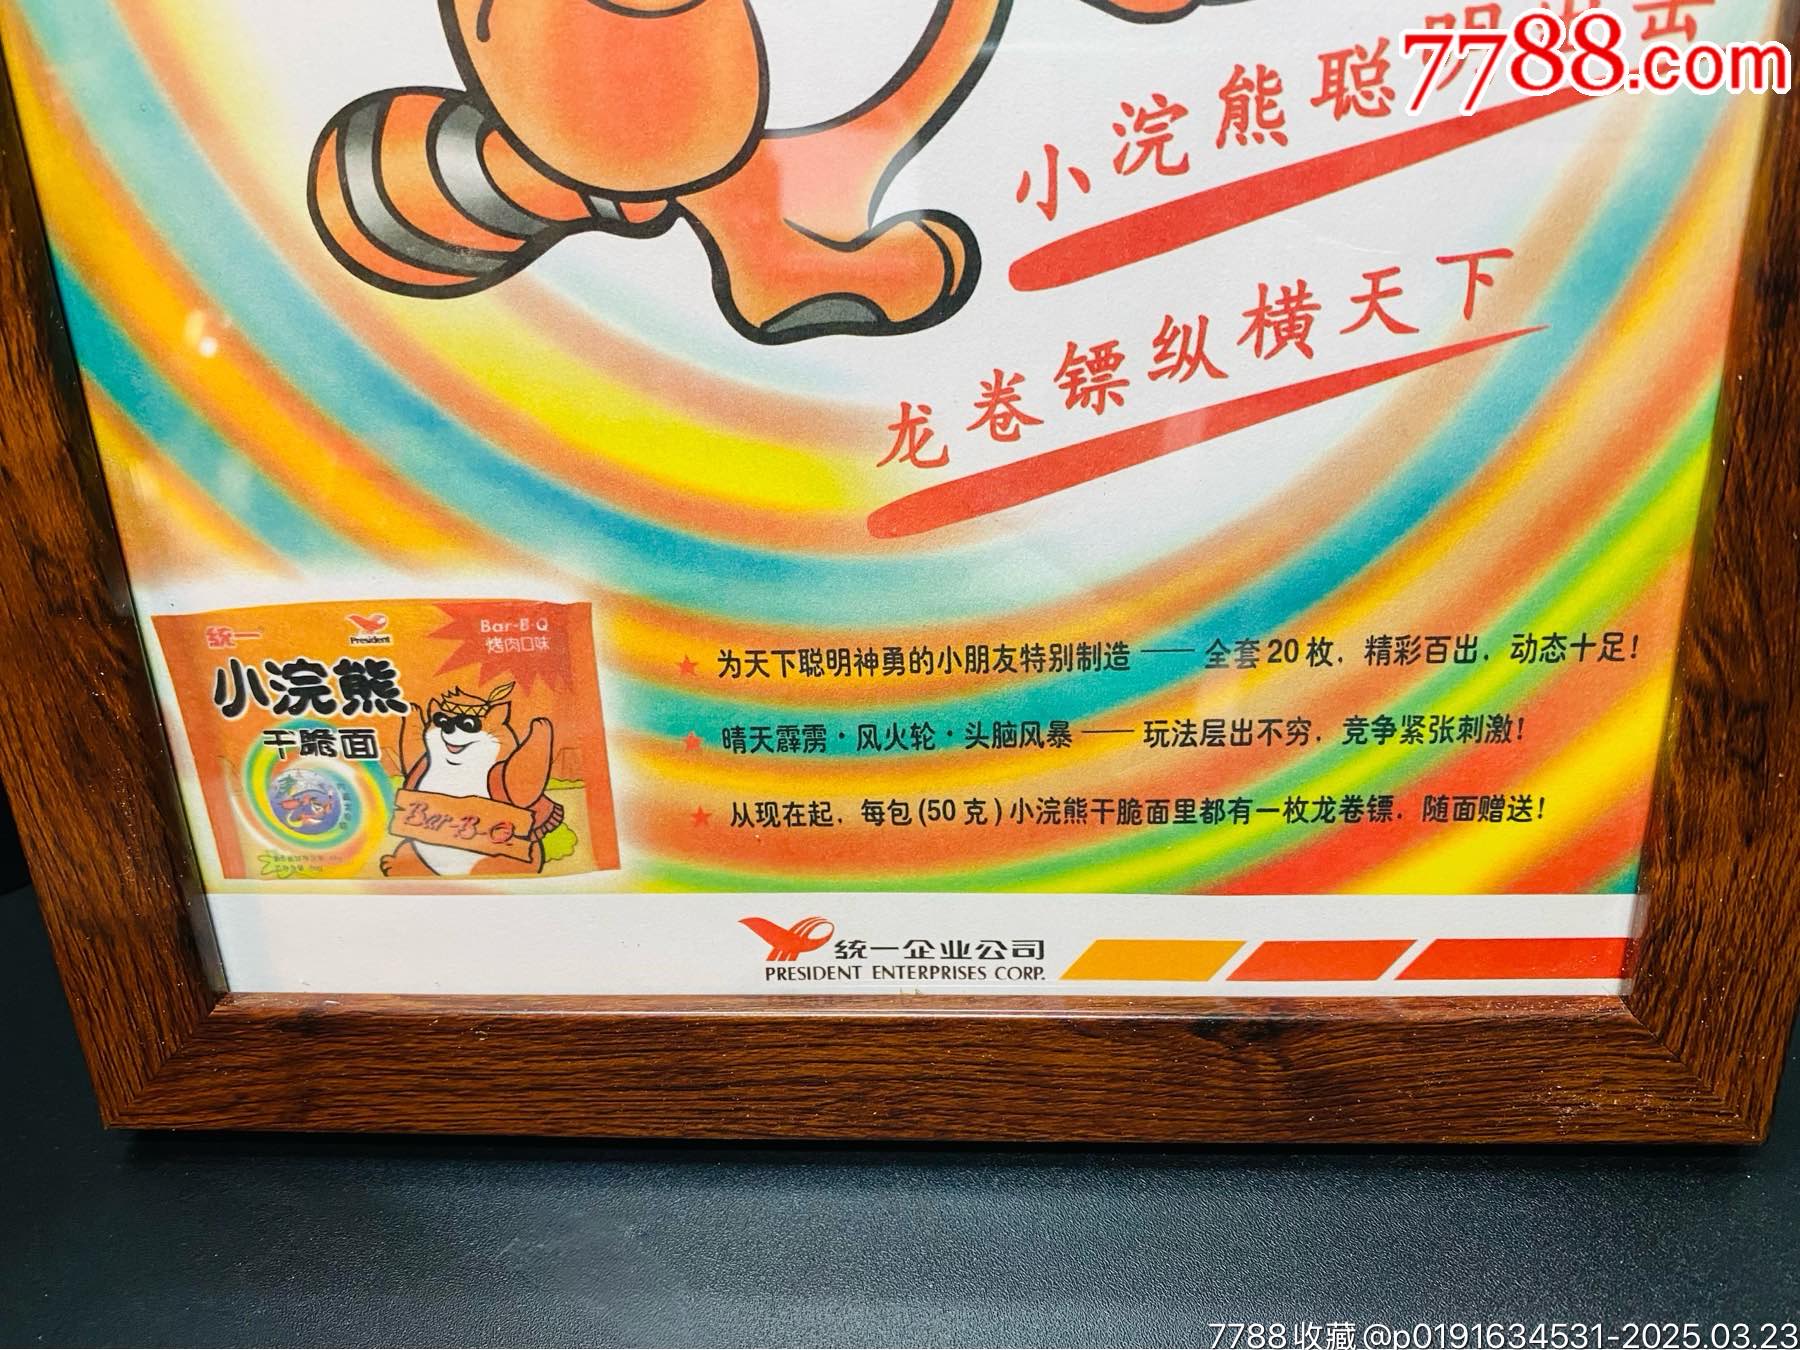 7788.com
小浣熊聪明出击
龙卷镖纵横天下
统一
President
Bar-B-Q
烤肉口味
小浣熊
干脆面
Bar-B-Q
★ 为天下聪明神勇的小朋友特别制造 —— 全套20枚，精彩百出，动态十足！
★ 晴天霹雳·风火轮·头脑风暴 —— 玩法层出不穷，竞争紧张刺激！
★ 从现在起，每包(50克)小浣熊干脆面里都有一枚龙卷镖，随面赠送！
统一企业公司
PRESIDENT ENTERPRISES CORP.
7788收藏@p0191634531-2025.03.23